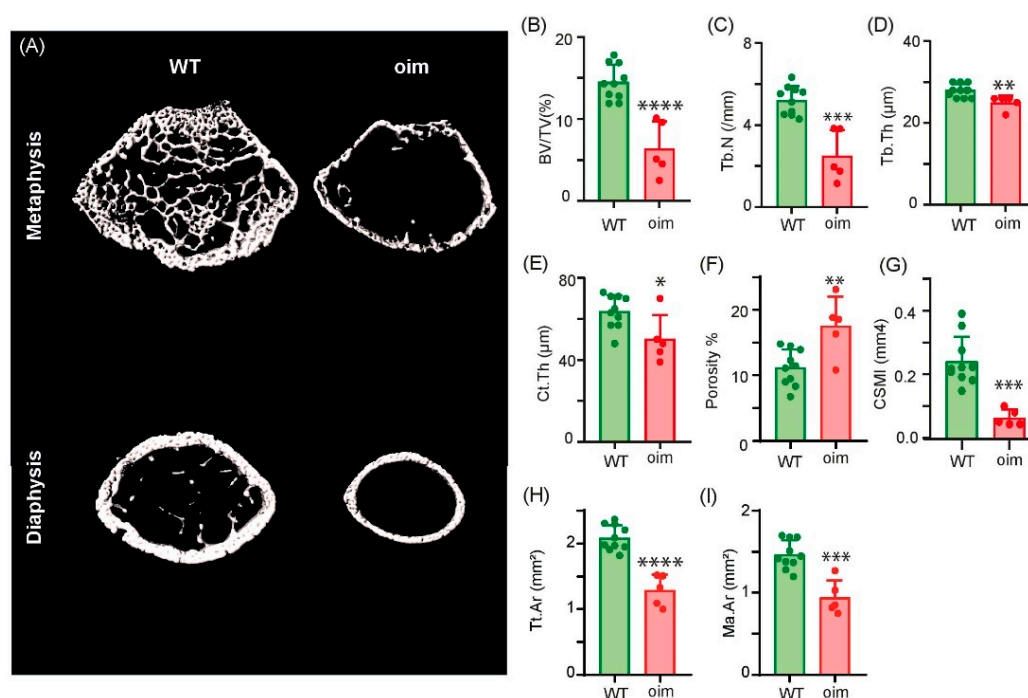 (A)
WT
oim
Metaphysis
Diaphysis
(B)
BV/TV(%)
20
10
0
****
WT
oim
(C)
Tb.N (/mm)
8
6
4
2
0
***
WT
oim
(D)
Tb.Th (µm)
40
20
0
**
WT
oim
(E)
Ct.Th (µm)
80
40
0
*
WT
oim
(F)
Porosity %
20
10
0
**
WT
oim
(G)
CSMI (mm4)
0.4
0.2
0.0
***
WT
oim
(H)
Tt.Ar (mm²)
2
1
0
****
WT
oim
(I)
Ma.Ar (mm²)
2
1
0
***
WT
oim